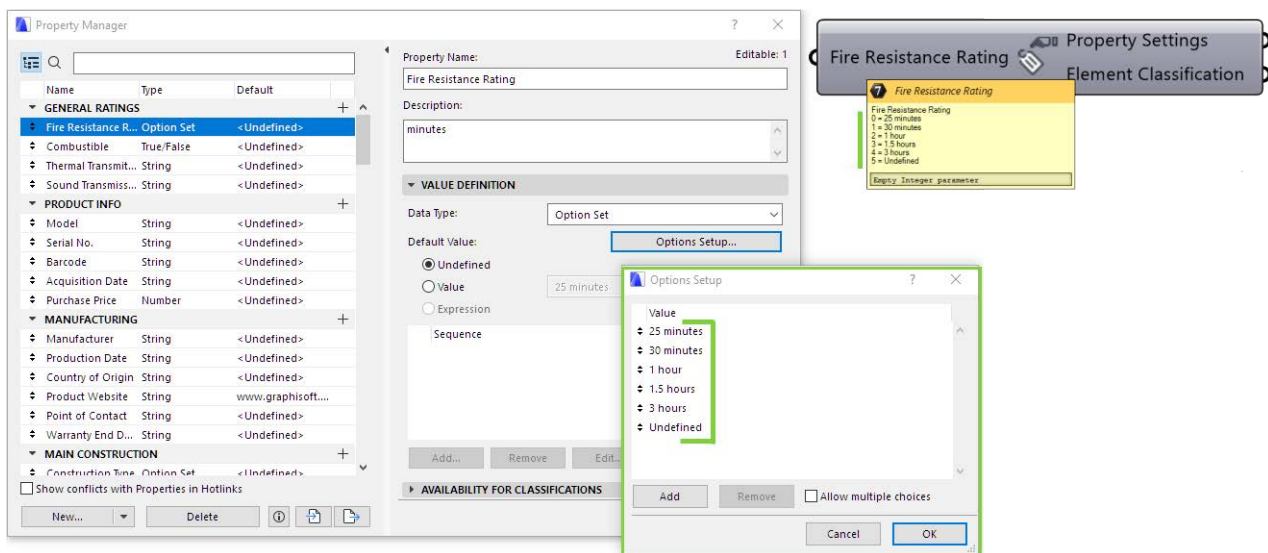 Property Manager
Name Type Default
GENERAL RATINGS
Fire Resistance R... Option Set <Undefined>
Combustible True/False <Undefined>
Thermal Transmit... String <Undefined>
Sound Transmiss... String <Undefined>
PRODUCT INFO
Model String <Undefined>
Serial No. String <Undefined>
Barcode String <Undefined>
Acquisition Date String <Undefined>
Purchase Price Number <Undefined>
MANUFACTURING
Manufacturer String <Undefined>
Production Date String <Undefined>
Country of Origin String <Undefined>
Product Website String www.graphisoft....
Point of Contact String <Undefined>
Warranty End D... String <Undefined>
MAIN CONSTRUCTION
Construction Type Option Set <Undefined>
Show conflicts with Properties in Hotlinks
New... Delete
Property Name: Editable: 1
Fire Resistance Rating
Description:
minutes
VALUE DEFINITION
Data Type: Option Set
Default Value: Options Setup...
Undefined
Value 25 minutes
Expression
Sequence
Add... Remove Edit...
AVAILABILITY FOR CLASSIFICATIONS
Options Setup
Value
25 minutes
30 minutes
1 hour
1.5 hours
3 hours
Undefined
Add Remove Allow multiple choices
Cancel OK
Fire Resistance Rating
Property Settings
Element Classification
7 Fire Resistance Rating
Fire Resistance Rating
0 = 25 minutes
1 = 30 minutes
2 = 1 hour
3 = 1.5 hours
4 = 3 hours
5 = Undefined
Empty Integer parameter